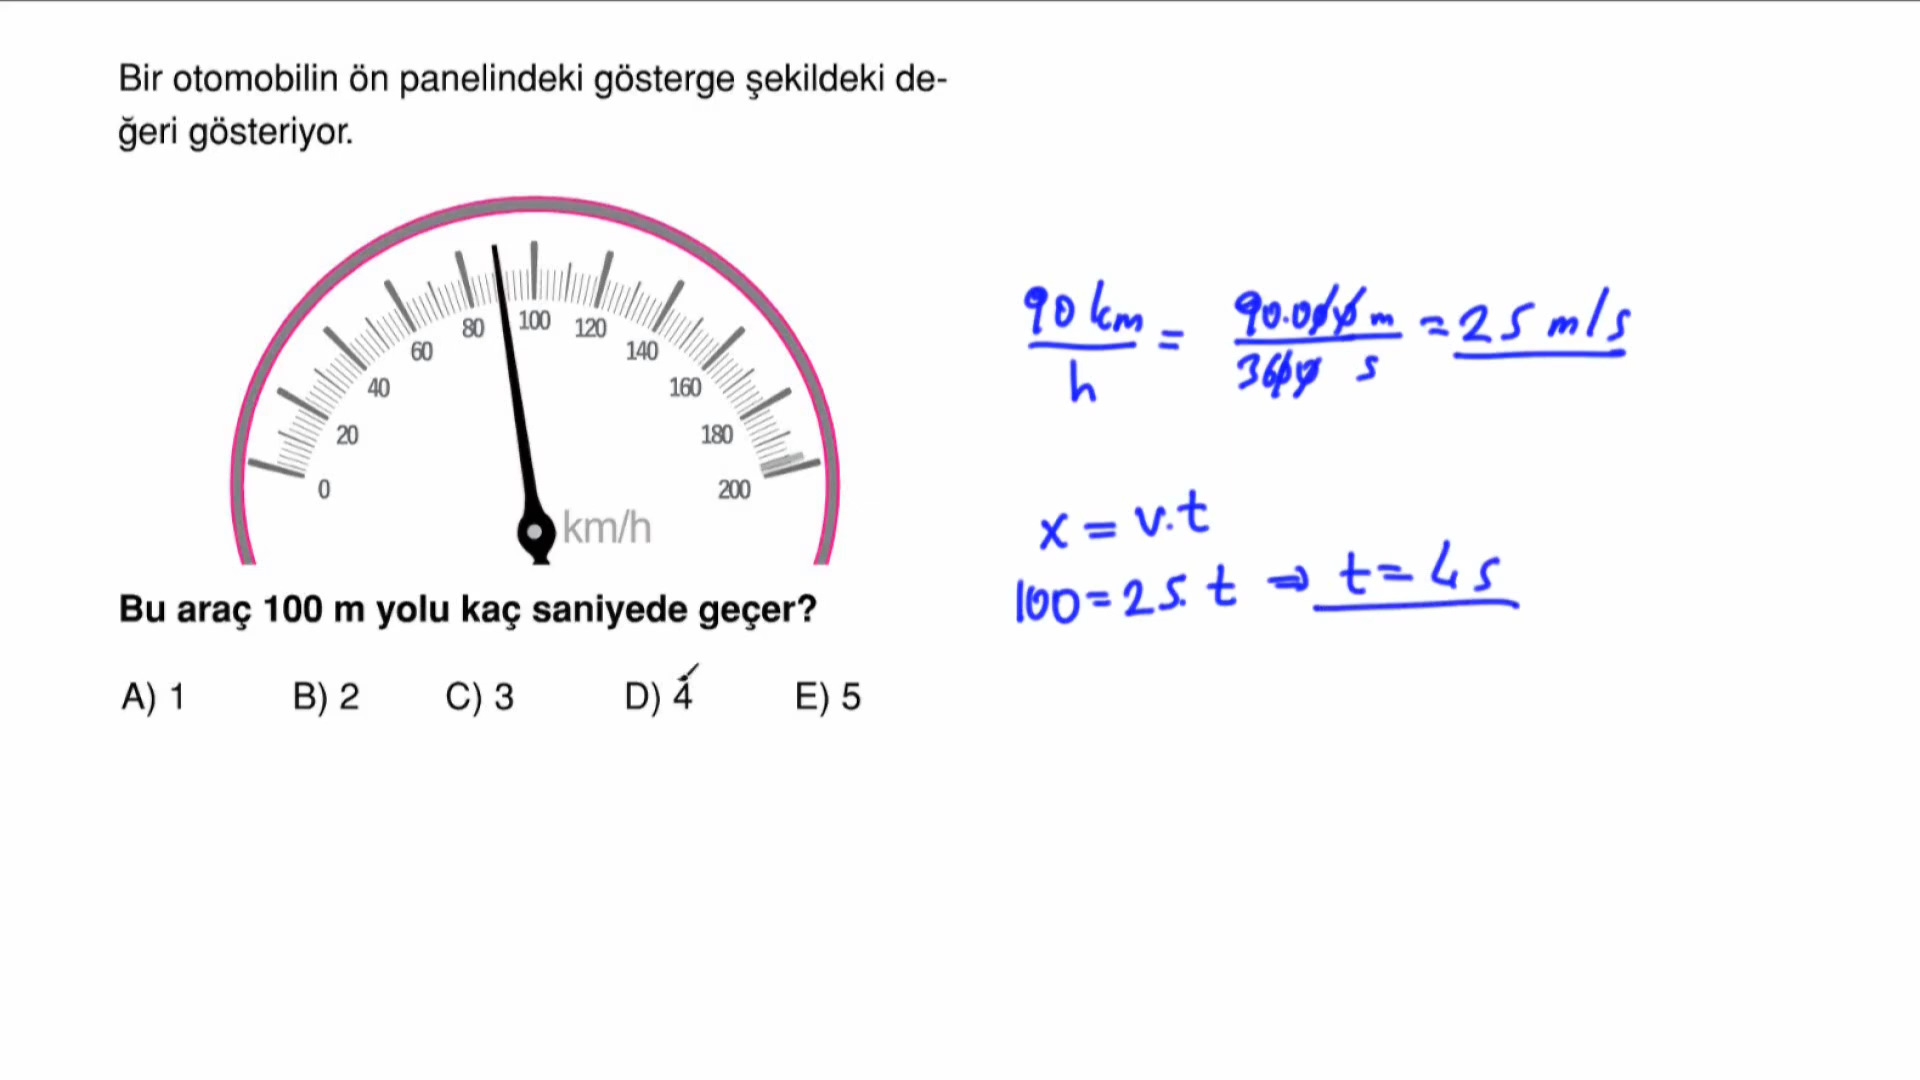 Bir otomobilin ön panelindeki gösterge şekildeki de-
ğeri gösteriyor.
0
20
40
60
80
100
120
140
160
180
200
km/h
Bu araç 100 m yolu kaç saniyede geçer?
A) 1 B) 2 C) 3 D) 4 E) 5
90 km / h = 90.000 m / 3600 s = 25 m/s
x = v.t
100 = 25. t ⇒ t = 4 s